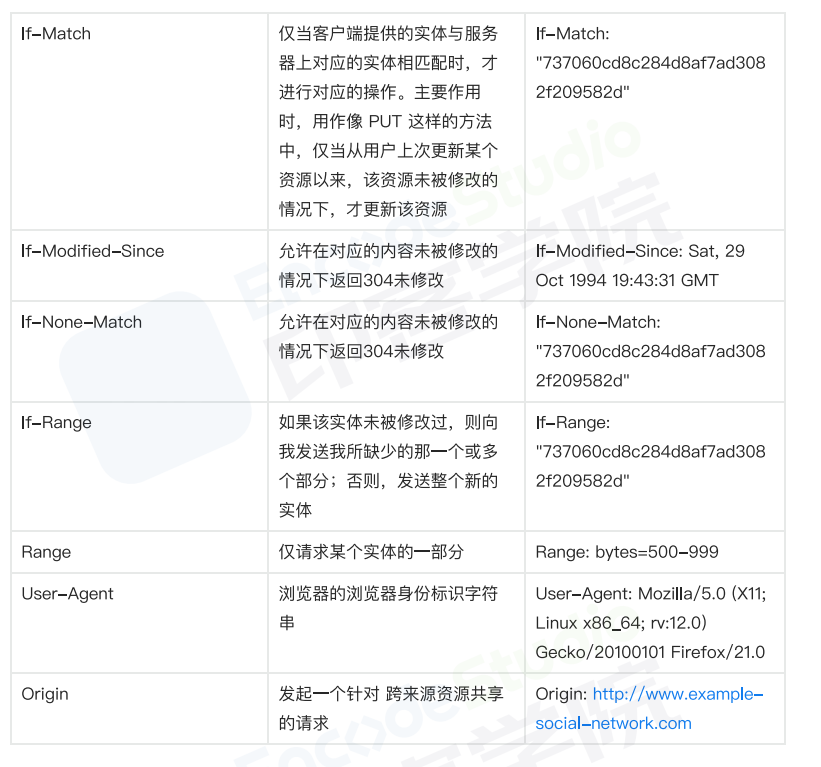 If-Match
仅当客户端提供的实体与服务
器上对应的实体相匹配时，才
进行对应的操作。主要作用
时，用作像 PUT 这样的方法
中，仅当从用户上次更新某个
资源以来，该资源未被修改的
情况下，才更新该资源
If-Match:
"737060cd8c284d8af7ad308
2f209582d"
If-Modified-Since
允许在对应的内容未被修改的
情况下返回304未修改
If-Modified-Since: Sat, 29
Oct 1994 19:43:31 GMT
If-None-Match
允许在对应的内容未被修改的
情况下返回304未修改
If-None-Match:
"737060cd8c284d8af7ad308
2f209582d"
If-Range
如果该实体未被修改过，则向
我发送我所缺少的那一个或多
个部分；否则，发送整个新的
实体
If-Range:
"737060cd8c284d8af7ad308
2f209582d"
Range
仅请求某个实体的一部分
Range: bytes=500-999
User-Agent
浏览器的浏览器身份标识字符
串
User-Agent: Mozilla/5.0 (X11;
Linux x86_64; rv:12.0)
Gecko/20100101 Firefox/21.0
Origin
发起一个针对 跨来源资源共享
的请求
Origin: http://www.example-
social-network.com